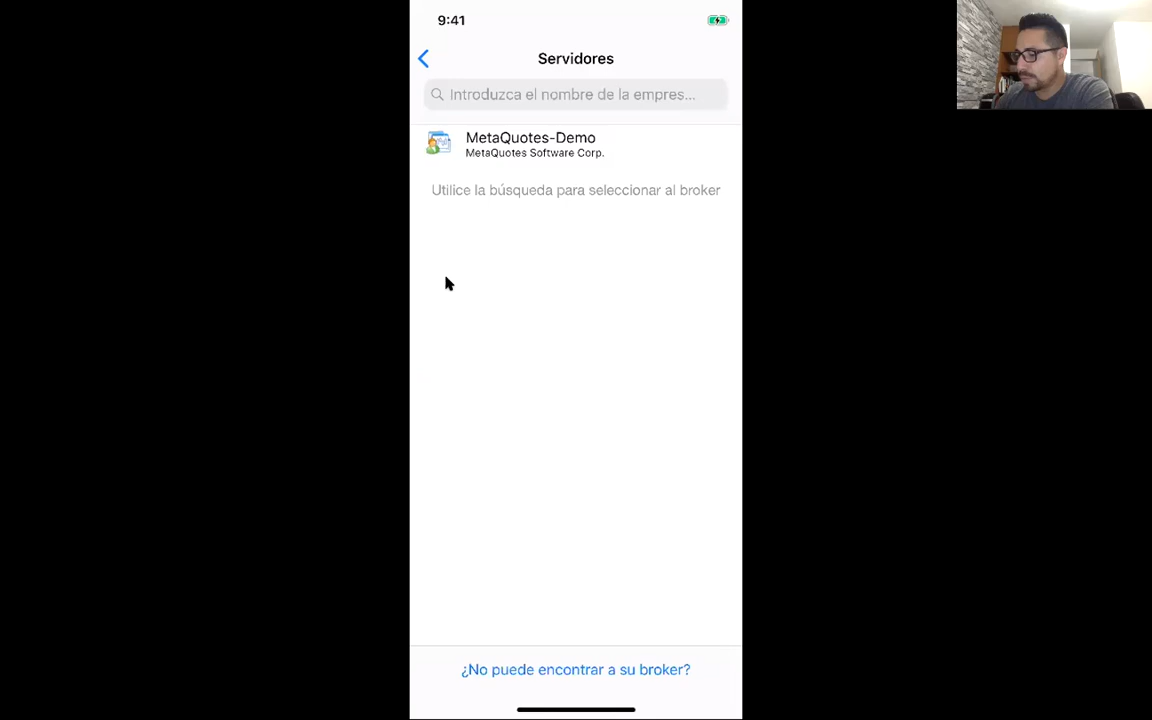 9:41
Servidores
Introduzca el nombre de la empres...
MetaQuotes-Demo
MetaQuotes Software Corp.
Utilice la búsqueda para seleccionar al broker
¿No puede encontrar a su broker?